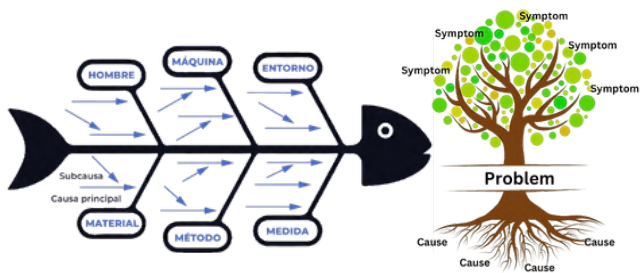 HOMBRE
MÁQUINA
ENTORNO
Subcausa
Causa principal
MATERIAL
MÉTODO
MEDIDA
Symptom
Symptom
Symptom
Symptom
Symptom
Problem
Cause
Cause
Cause
Cause